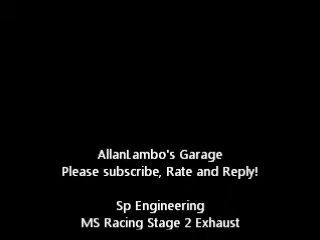 AllanLambo's Garage
Please subscribe, Rate and Reply!
Sp Engineering
MS Racing Stage 2 Exhaust